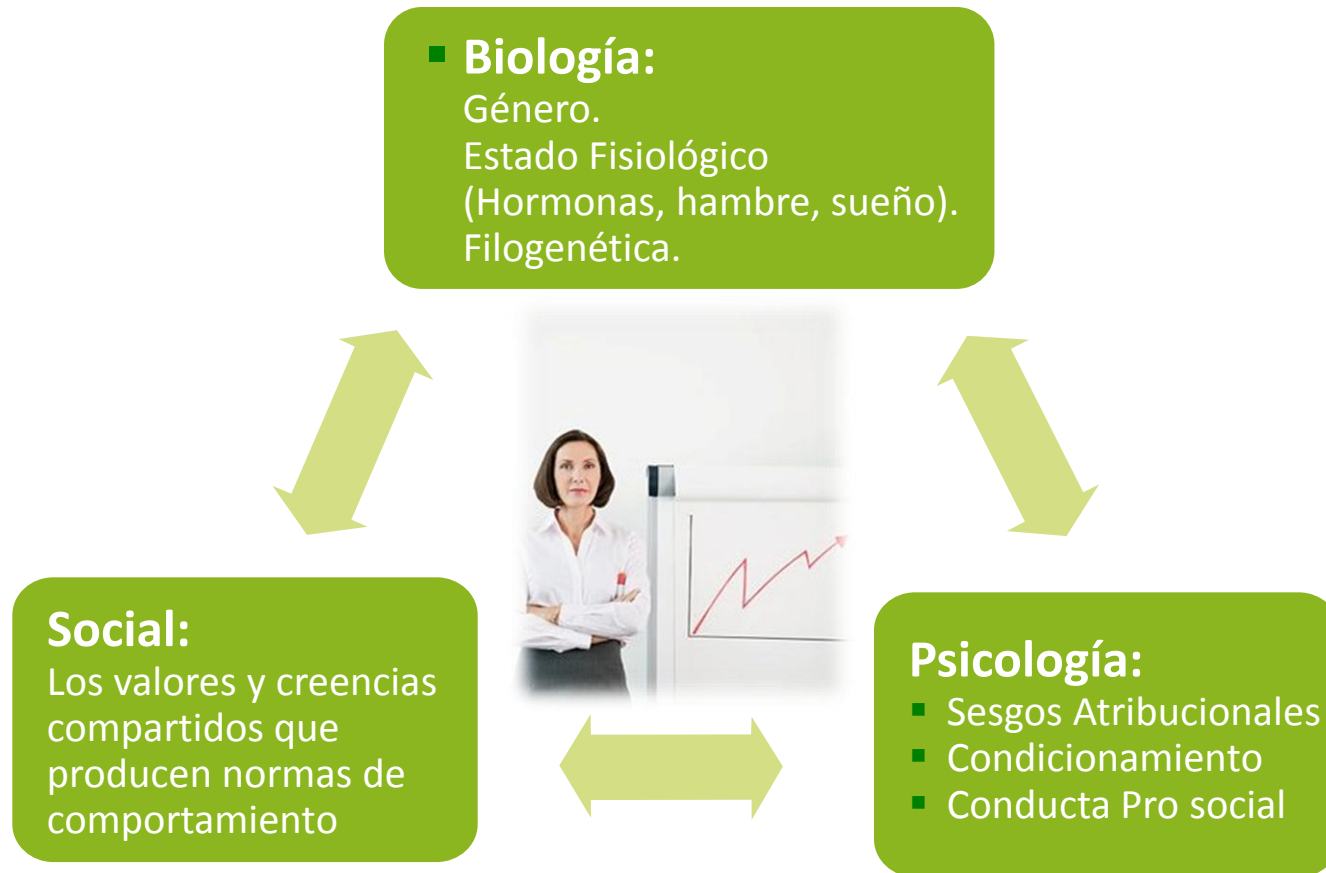 ▪ Biología:
Género.
Estado Fisiológico
(Hormonas, hambre, sueño).
Filogenética.
Social:
Los valores y creencias
compartidos que
producen normas de
comportamiento
Psicología:
▪ Sesgos Atribucionales
▪ Condicionamiento
▪ Conducta Pro social